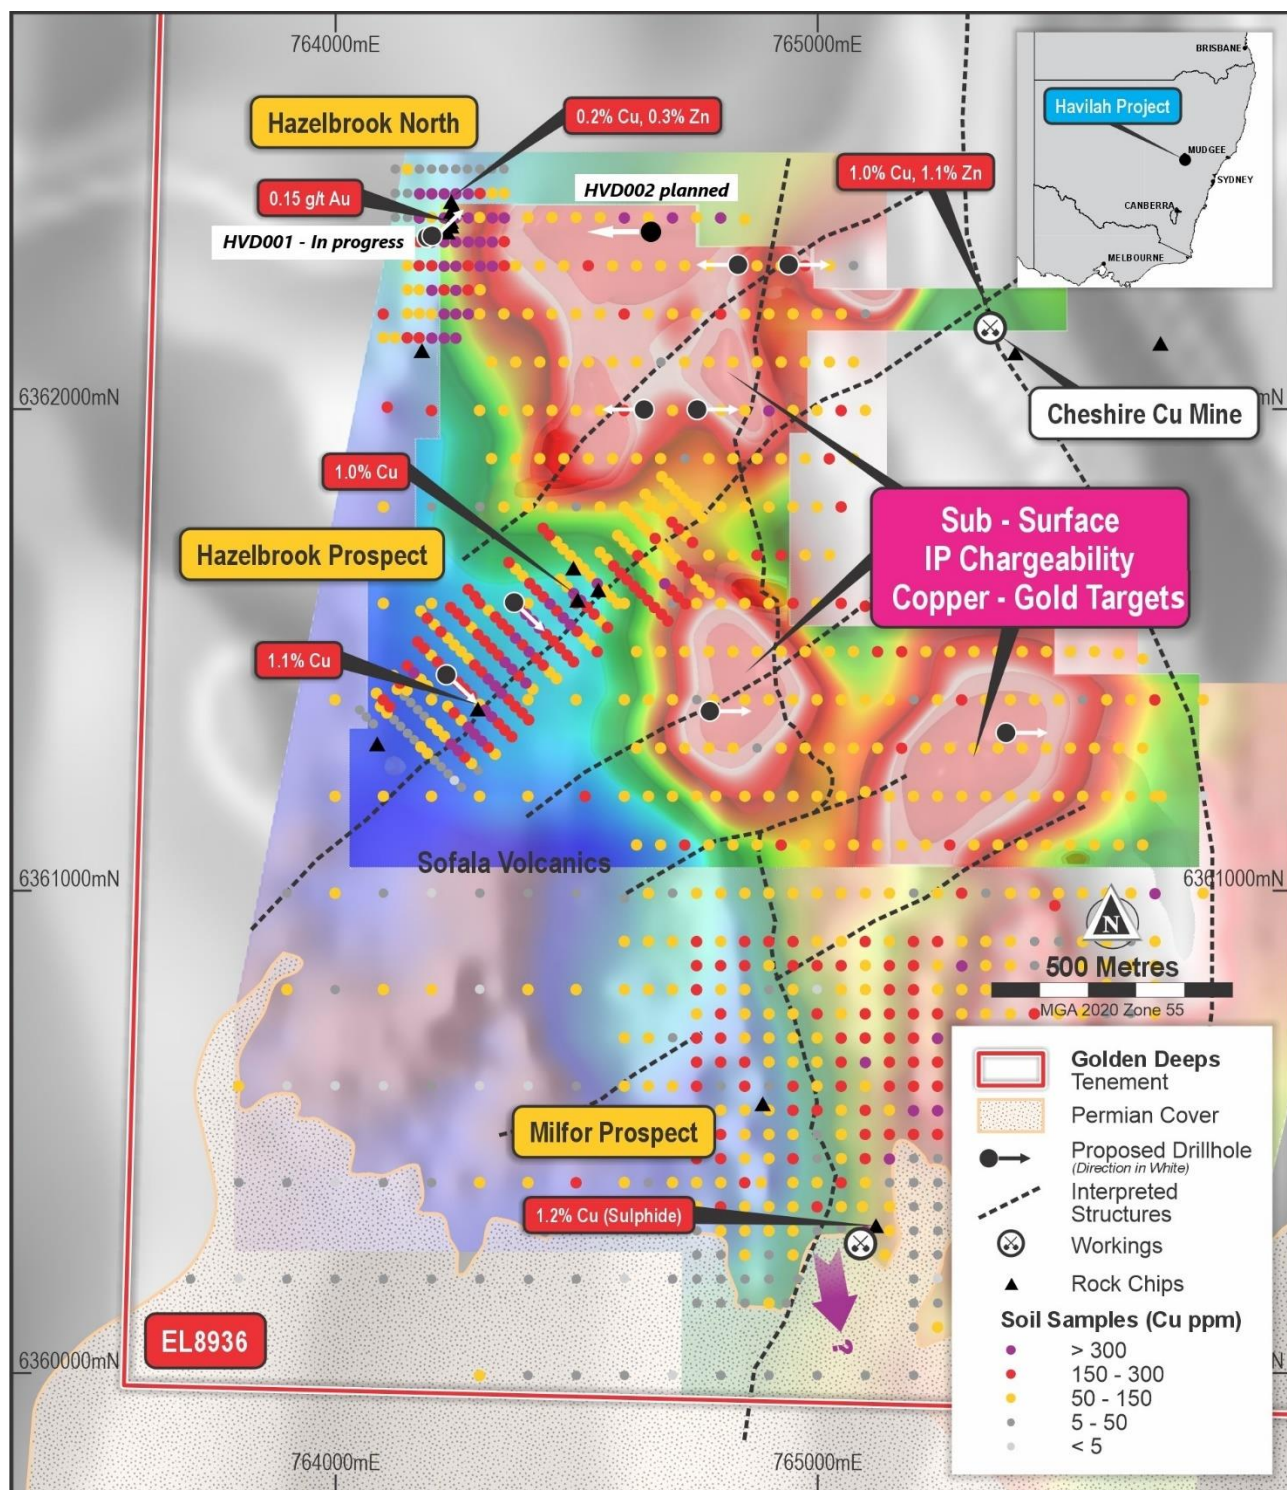 764000mE
765000mE
BRISBANE
Havilah Project
MUDGEE
SYDNEY
CANBERRA
MELBOURNE
Hazelbrook North
0.2% Cu, 0.3% Zn
1.0% Cu, 1.1% Zn
0.15 g/t Au
HVD002 planned
HVD001 - In progress
6362000mN
mN
Cheshire Cu Mine
1.0% Cu
Hazelbrook Prospect
Sub - Surface
IP Chargeability
Copper - Gold Targets
1.1% Cu
Sofala Volcanics
6361000mN
6361000mN
N
500 Metres
MGA 2020 Zone 55
Milfor Prospect
1.2% Cu (Sulphide)
?
EL8936
6360000mN
764000mE
765000mE
Golden Deeps
Tenement
Permian Cover
Proposed Drillhole
(Direction in White)
Interpreted
Structures
Workings
Rock Chips
Soil Samples (Cu ppm)
> 300
150 - 300
50 - 150
5 - 50
< 5